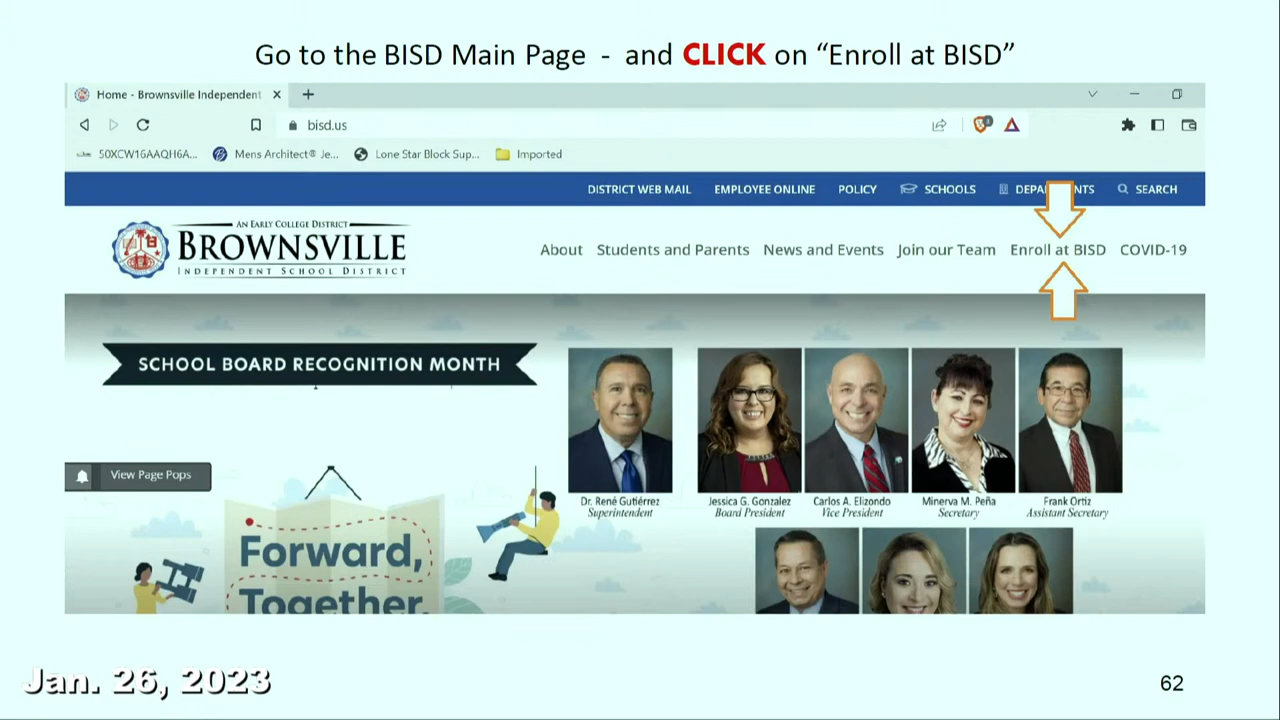 Go to the BISD Main Page - and CLICK on “Enroll at BISD”
Home - Brownsville Independent
bisd.us
50XCW16AAQH6A... Mens Architect® Je... Lone Star Block Sup... Imported
DISTRICT WEB MAIL EMPLOYEE ONLINE POLICY SCHOOLS DEPA NTS SEARCH
AN EARLY COLLEGE DISTRICT
BROWNSVILLE
INDEPENDENT SCHOOL DISTRICT
About Students and Parents News and Events Join our Team Enroll at BISD COVID-19
SCHOOL BOARD RECOGNITION MONTH
Dr. René Gutiérrez
Superintendent
Jessica G. Gonzalez
Board President
Carlos A. Elizondo
Vice President
Minerva M. Peña
Secretary
Frank Ortiz
Assistant Secretary
View Page Pops
Forward,
Together.
Jan. 26, 2023
62